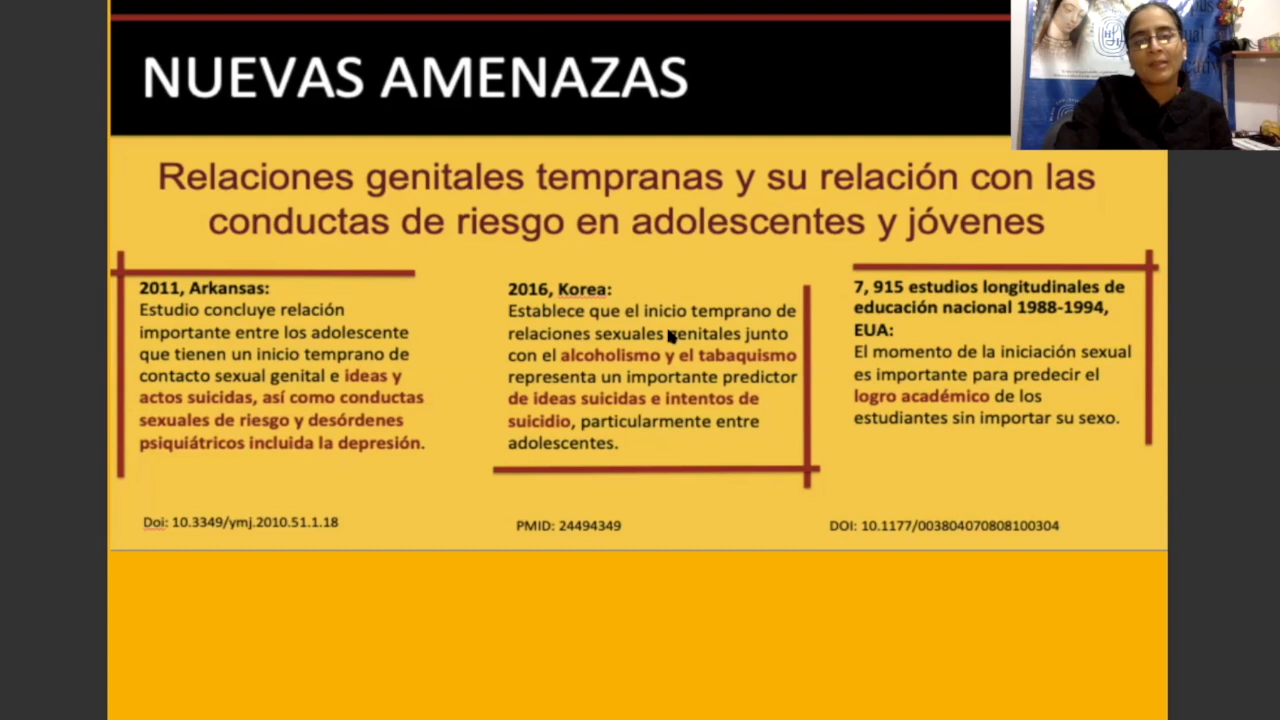 NUEVAS AMENAZAS
Relaciones genitales tempranas y su relación con las
conductas de riesgo en adolescentes y jóvenes
2011, Arkansas:
Estudio concluye relación
importante entre los adolescente
que tienen un inicio temprano de
contacto sexual genital e ideas y
actos suicidas, así como conductas
sexuales de riesgo y desórdenes
psiquiátricos incluida la depresión.
Doi: 10.3349/ymj.2010.51.1.18
2016, Korea:
Establece que el inicio temprano de
relaciones sexuales genitales junto
con el alcoholismo y el tabaquismo
representa un importante predictor
de ideas suicidas e intentos de
suicidio, particularmente entre
adolescentes.
PMID: 24494349
7, 915 estudios longitudinales de
educación nacional 1988-1994,
EUA:
El momento de la iniciación sexual
es importante para predecir el
logro académico de los
estudiantes sin importar su sexo.
DOI: 10.1177/003804070808100304